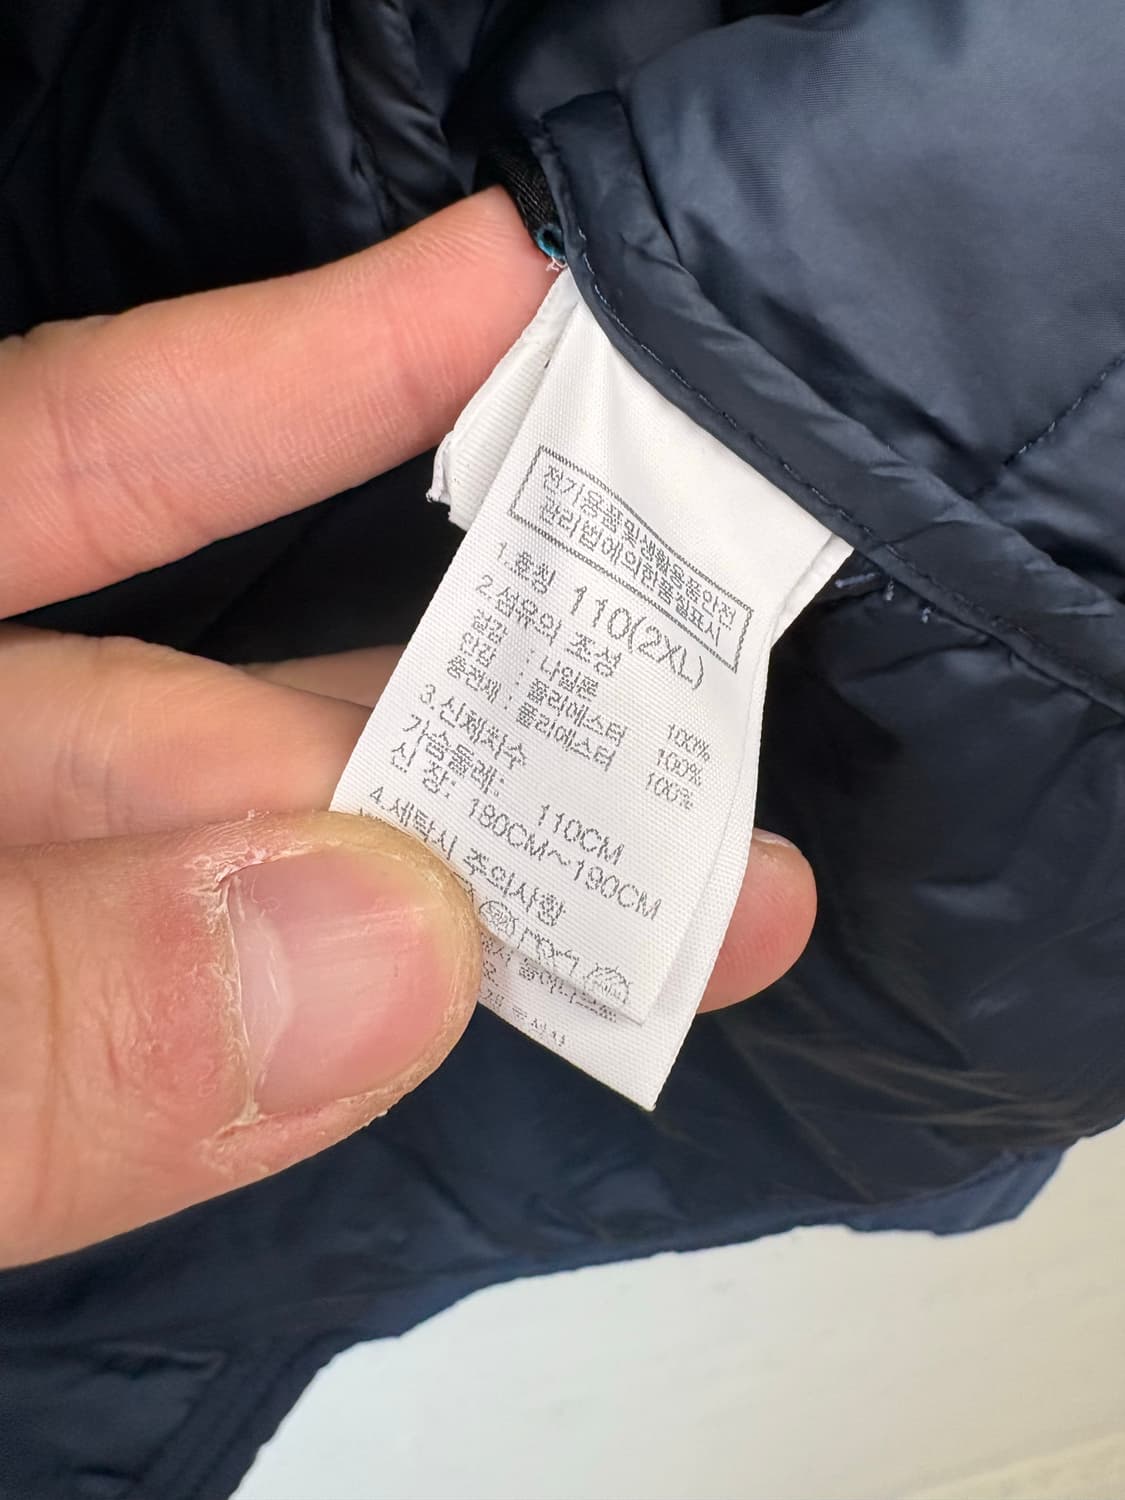 전기용품및생활용품안전
관리법에의한품질표시
1.호칭 110(2XL)
2.섬유의 조성
겉감 : 나일론 100%
안감 : 폴리에스터 100%
충전재 : 폴리에스터 100%
3.신체치수
가슴둘레: 110CM
신 장: 180CM~190CM
4.세탁시 주의사항